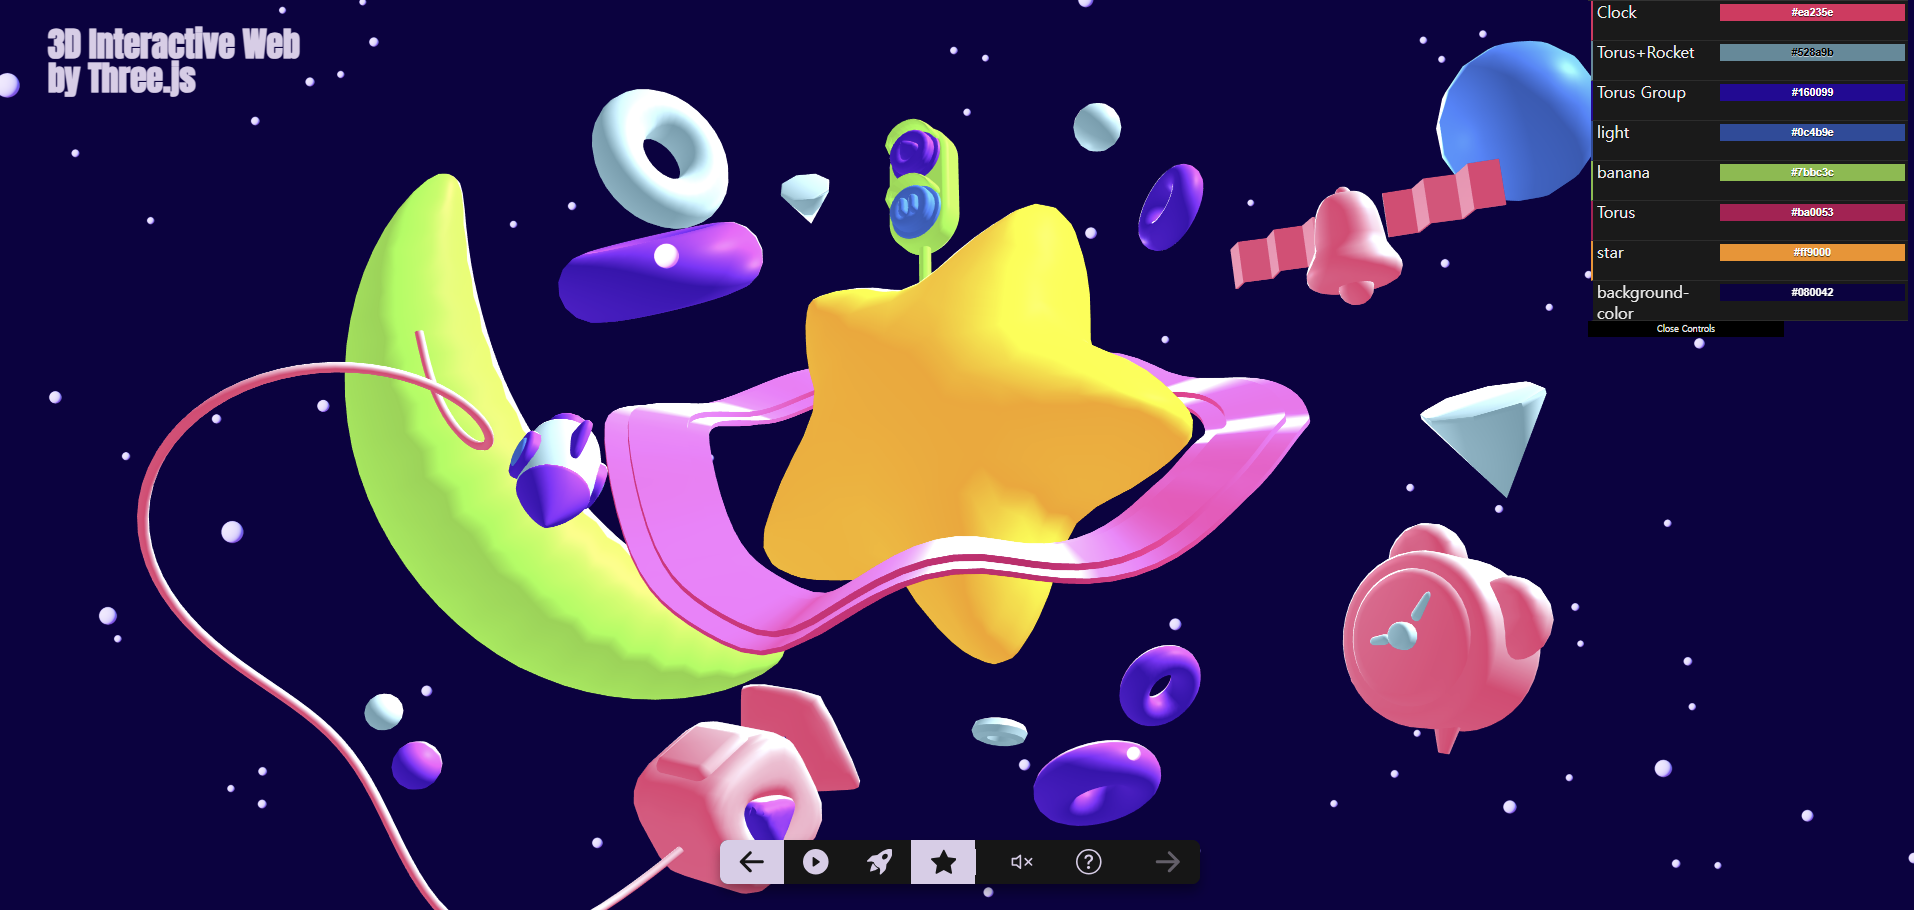 3D Interactive Web
by Three.js
Clock #ea235e
Torus+Rocket #528a9b
Torus Group #160099
light #0c4b9e
banana #7bbc3c
Torus #ba0053
star #ff9000
background- #080042
color
Close Controls